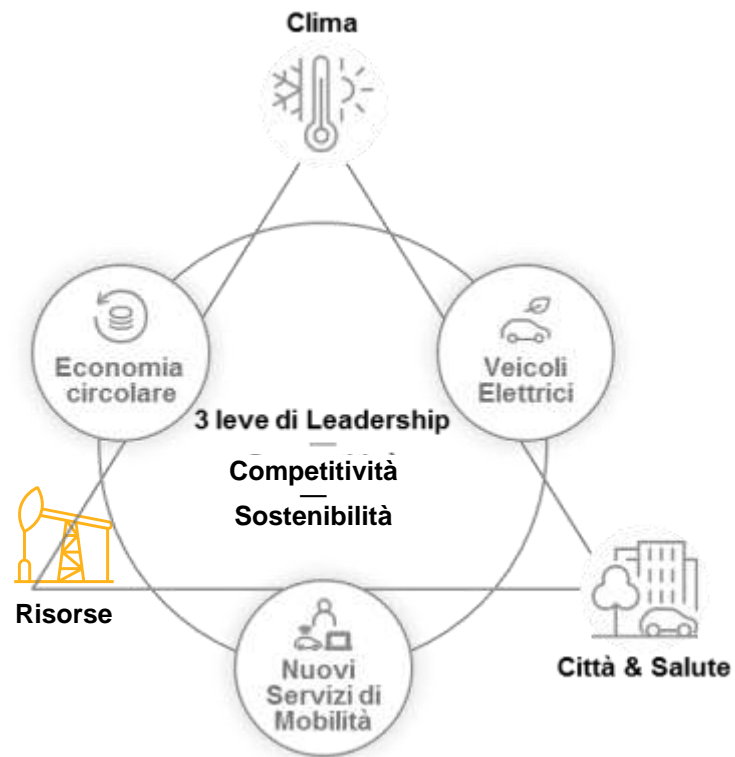 Clima
Economia
circolare
Veicoli
Elettrici
3 leve di Leadership
Competitività
Sostenibilità
Risorse
Nuovi
Servizi di
Mobilità
Città & Salute